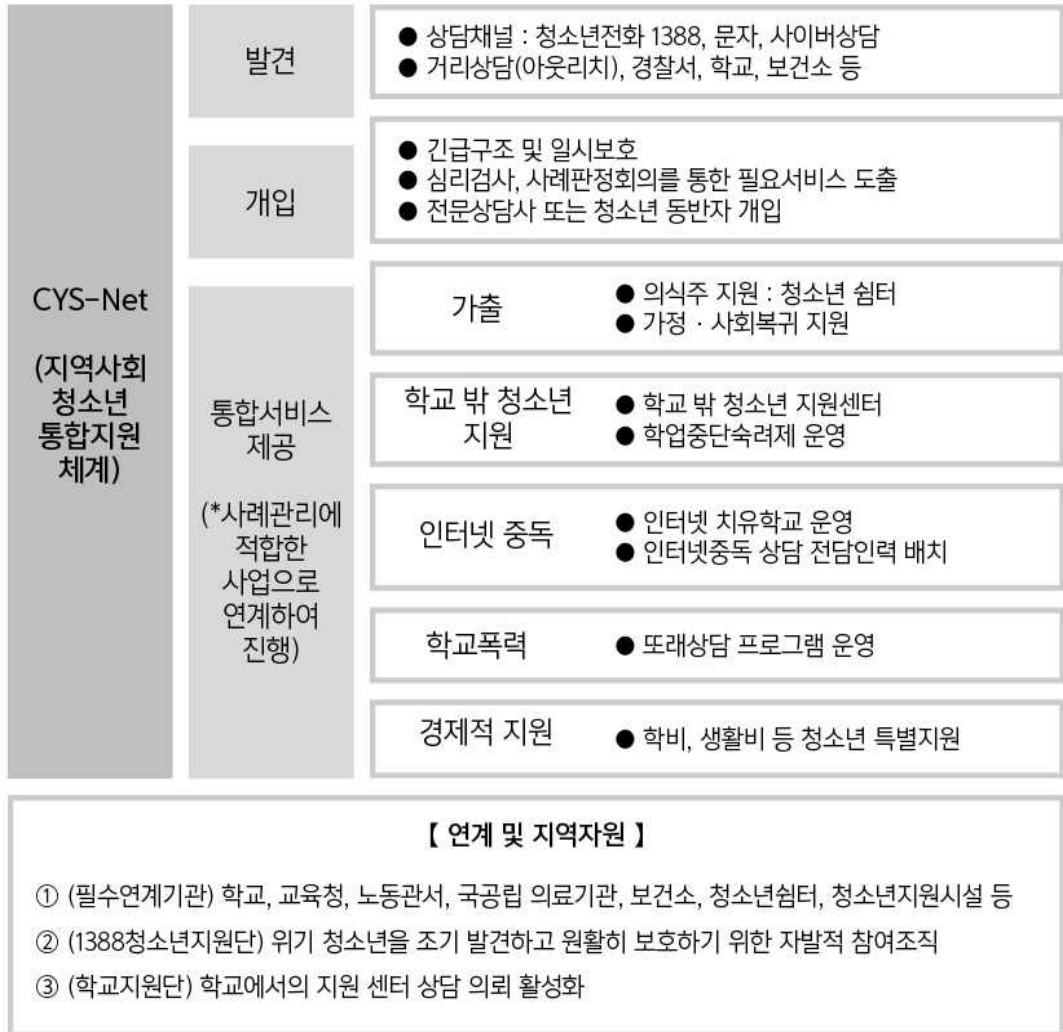 CYS-Net
(지역사회
청소년
통합지원
체계)
발견
● 상담채널 : 청소년전화 1388, 문자, 사이버상담
● 거리상담(아웃리치), 경찰서, 학교, 보건소 등
개입
● 긴급구조 및 일시보호
● 심리검사, 사례판정회의를 통한 필요서비스 도출
● 전문상담사 또는 청소년 동반자 개입
통합서비스
제공
(*사례관리에
적합한
사업으로
연계하여
진행)
가출
● 의식주 지원 : 청소년 쉼터
● 가정 · 사회복귀 지원
학교 밖 청소년
지원
● 학교 밖 청소년 지원센터
● 학업중단숙려제 운영
인터넷 중독
● 인터넷 치유학교 운영
● 인터넷중독 상담 전담인력 배치
학교폭력
● 또래상담 프로그램 운영
경제적 지원
● 학비, 생활비 등 청소년 특별지원
【 연계 및 지역자원 】
① (필수연계기관) 학교, 교육청, 노동관서, 국공립 의료기관, 보건소, 청소년쉼터, 청소년지원시설 등
② (1388청소년지원단) 위기 청소년을 조기 발견하고 원활히 보호하기 위한 자발적 참여조직
③ (학교지원단) 학교에서의 지원 센터 상담 의뢰 활성화